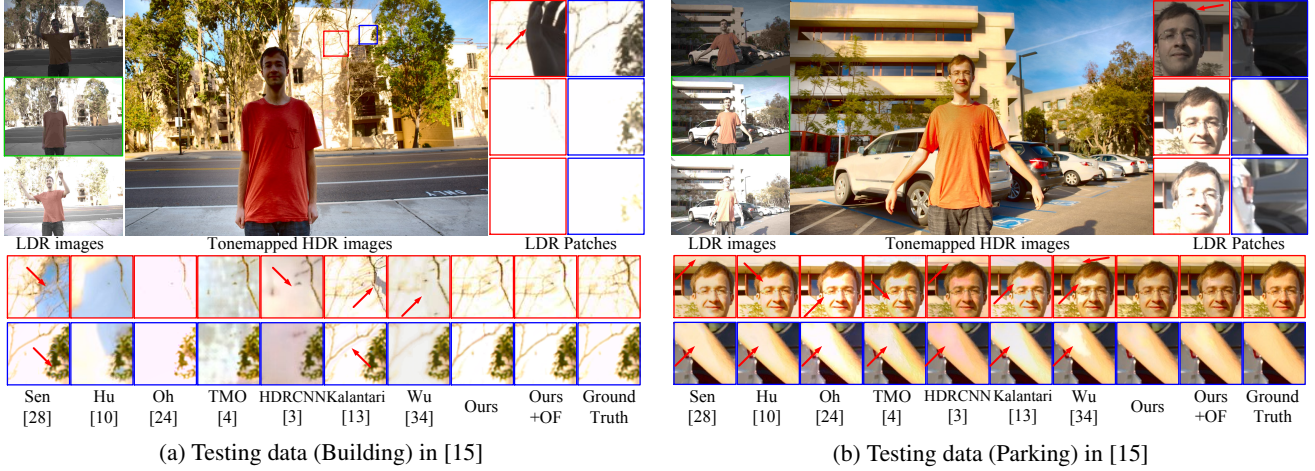 ONLY
LDR images Tonemapped HDR images LDR Patches
LDR images Tonemapped HDR images LDR Patches
Sen Hu Oh TMO HDRCNN Kalantari Wu Ours Ours Ground
[28] [10] [24] [4] [3] [13] [34] +OF Truth
Sen Hu Oh TMO HDRCNN Kalantari Wu Ours Ours Ground
[28] [10] [24] [4] [3] [13] [34] +OF Truth
(a) Testing data (Building) in [15]
(b) Testing data (Parking) in [15]